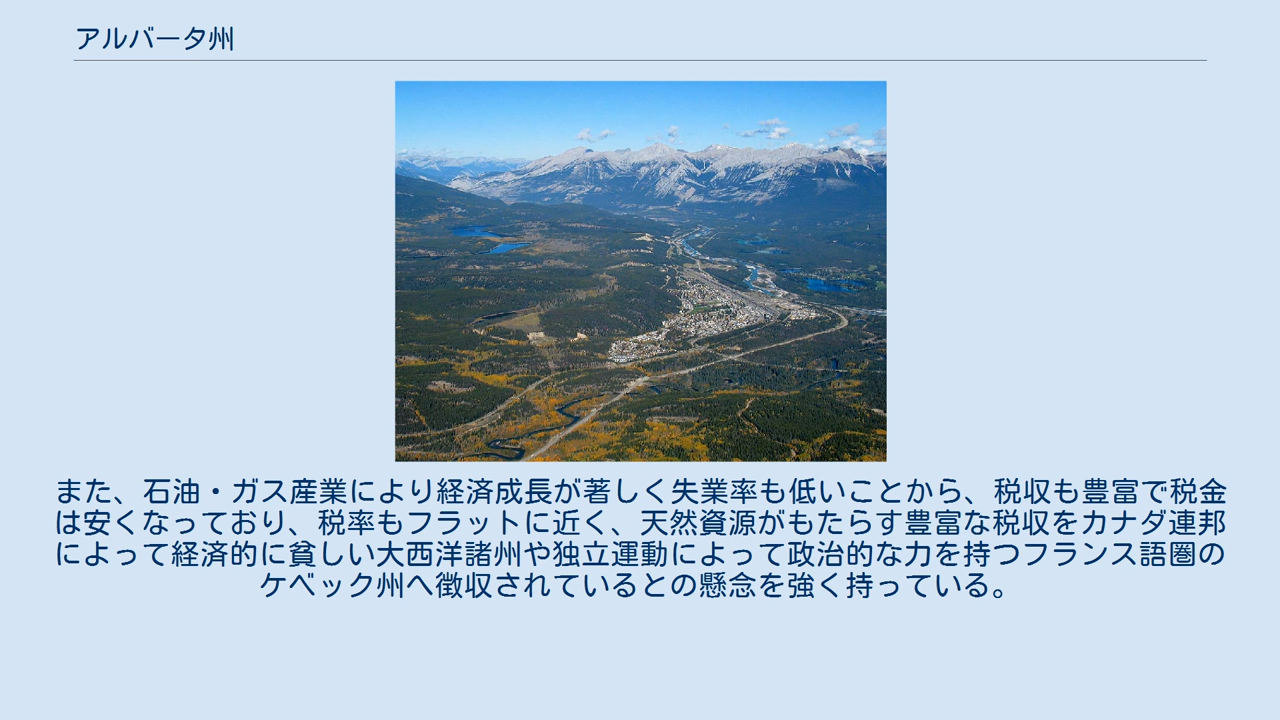 アルバータ州
また、石油・ガス産業により経済成長が著しく失業率も低いことから、税収も豊富で税金
は安くなっており、税率もフラットに近く、天然資源がもたらす豊富な税収をカナダ連邦
によって経済的に貧しい大西洋諸州や独立運動によって政治的な力を持つフランス語圏の
ケベック州へ徴収されているとの懸念を強く持っている。